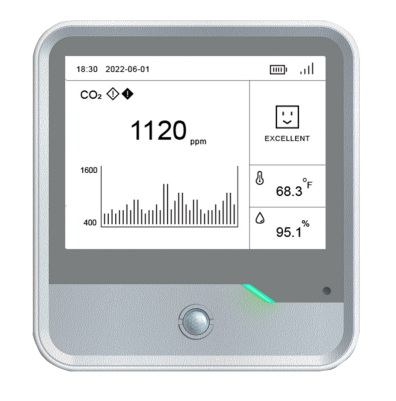 18:30 2022-06-01
CO₂
1120 ppm
1600
400
EXCELLENT
68.3°F
95.1%